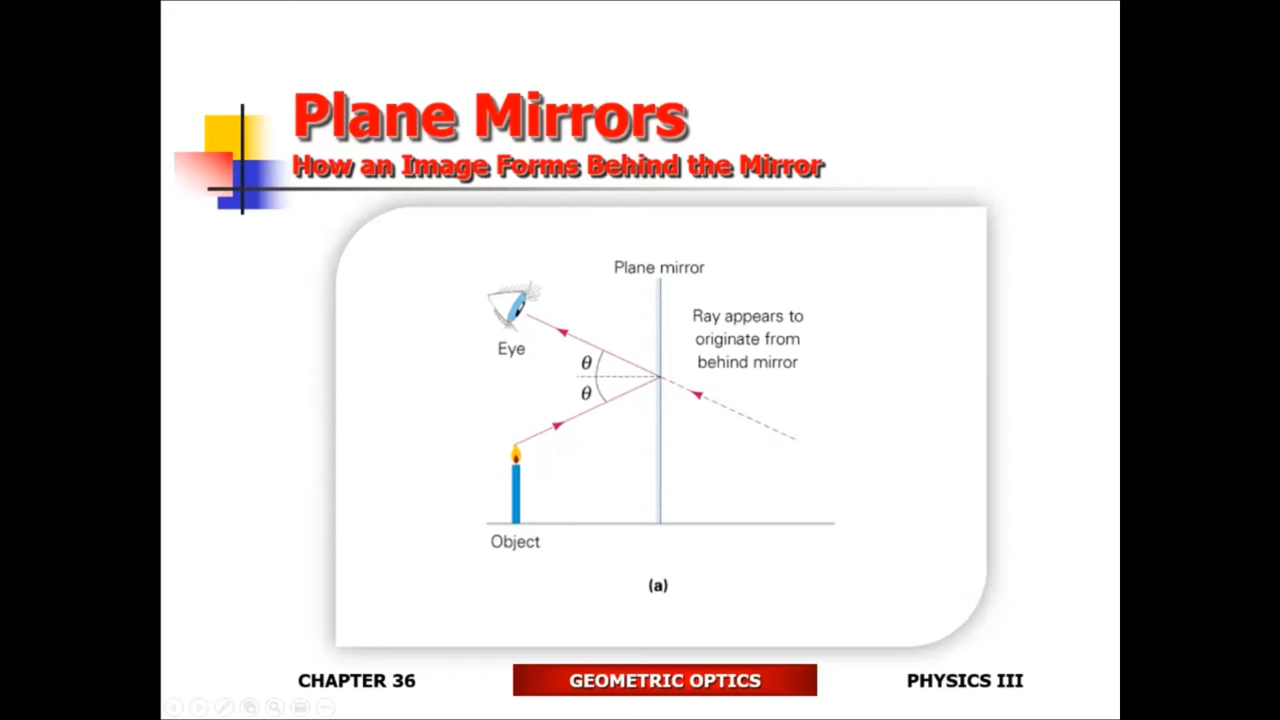 Plane Mirrors
How an Image Forms Behind the Mirror
Plane mirror
Ray appears to
originate from
behind mirror
Eye
θ
θ
Object
(a)
CHAPTER 36
GEOMETRIC OPTICS
PHYSICS III